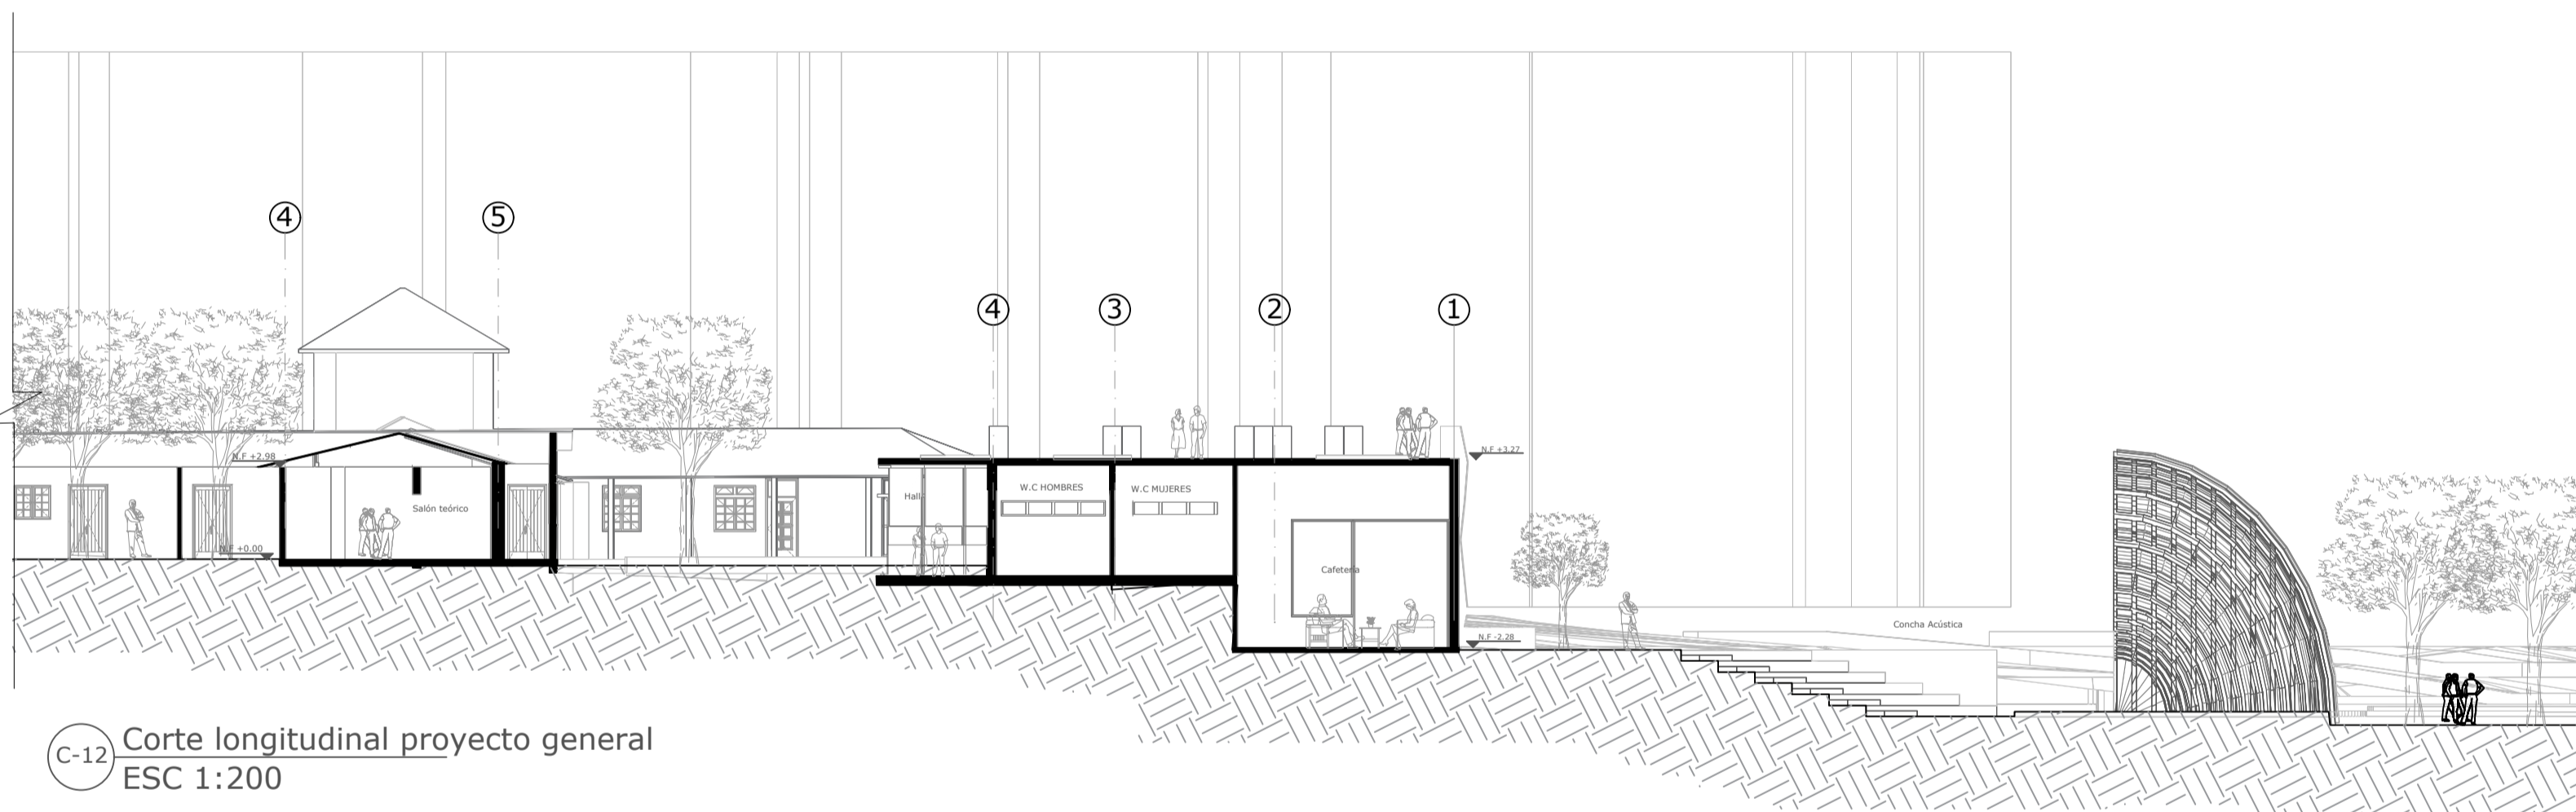 4
5
4
3
2
1
N.F +3.27
N.F +2.98
W.C HOMBRES
W.C MUJERES
Hall
Salón teórico
N.F +0.00
Cafetería
Concha Acústica
N.F -2.28
C-12
Corte longitudinal proyecto general
ESC 1:200